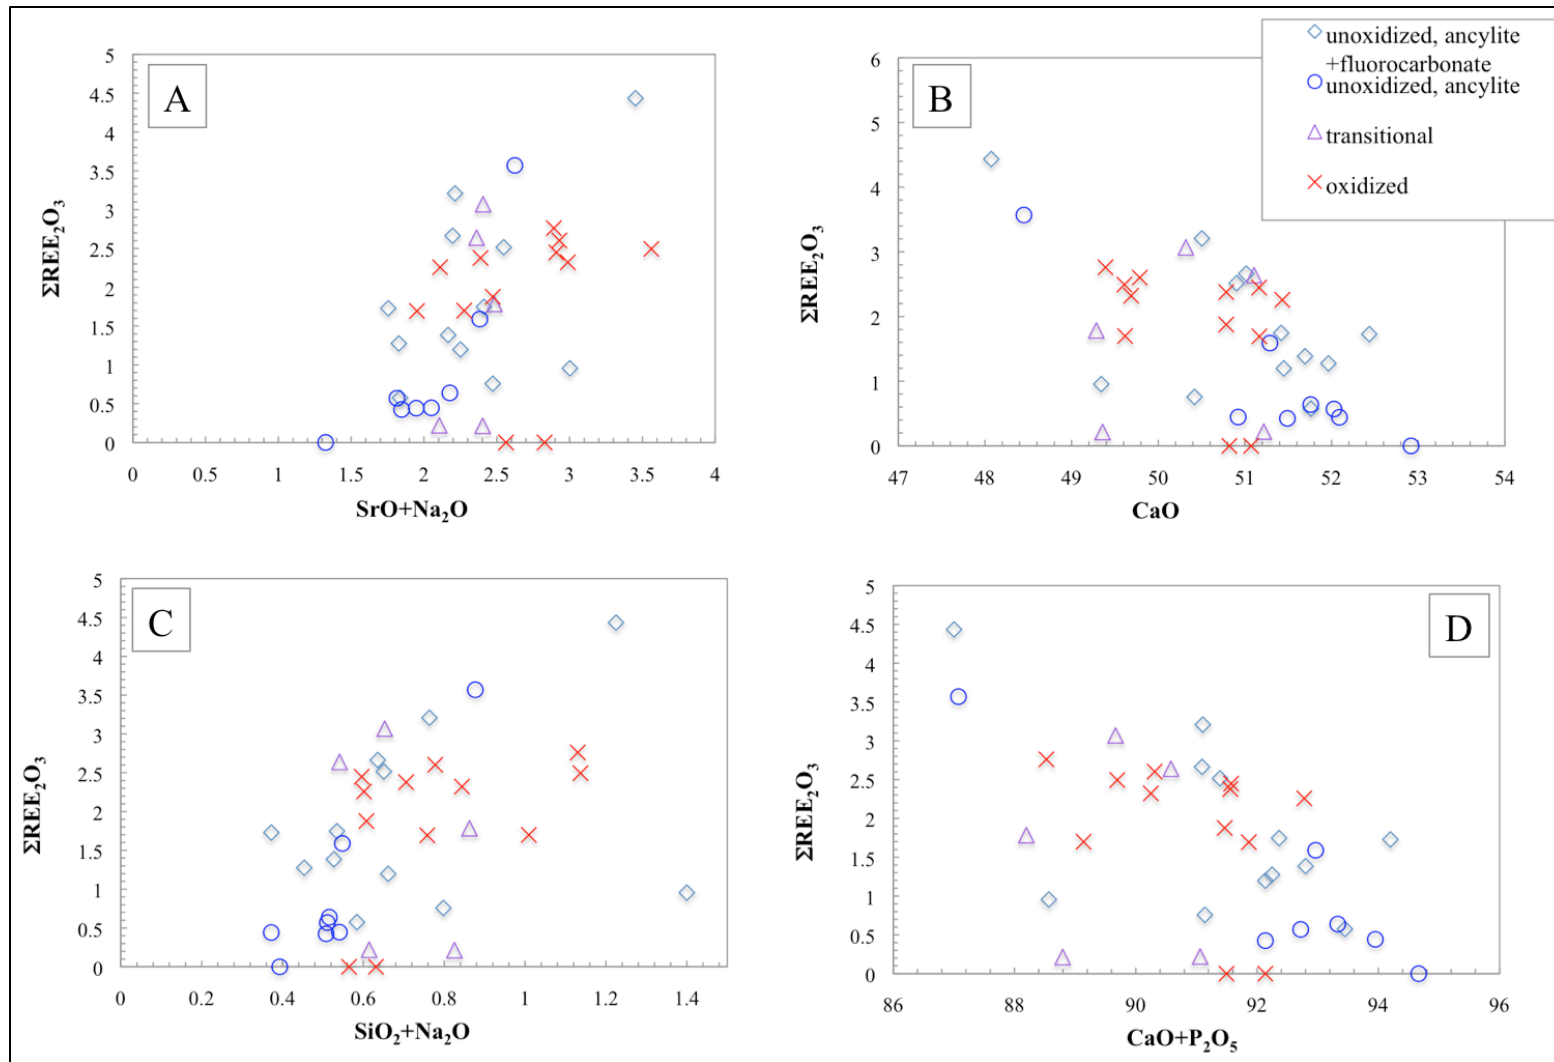 A
5
4.5
4
3.5
3
2.5
2
1.5
1
0.5
0
ΣREE₂O₃
0 0.5 1 1.5 2 2.5 3 3.5 4
SrO+Na₂O
B
6
5
4
3
2
1
0
ΣREE₂O₃
47 48 49 50 51 52 53 54
CaO
unoxidized, ancylite
+fluorocarbonate
unoxidized, ancylite
transitional
oxidized
C
5
4.5
4
3.5
3
2.5
2
1.5
1
0.5
0
ΣREE₂O₃
0 0.2 0.4 0.6 0.8 1 1.2 1.4
SiO₂+Na₂O
D
5
4.5
4
3.5
3
2.5
2
1.5
1
0.5
0
ΣREE₂O₃
86 88 90 92 94 96
CaO+P₂O₅